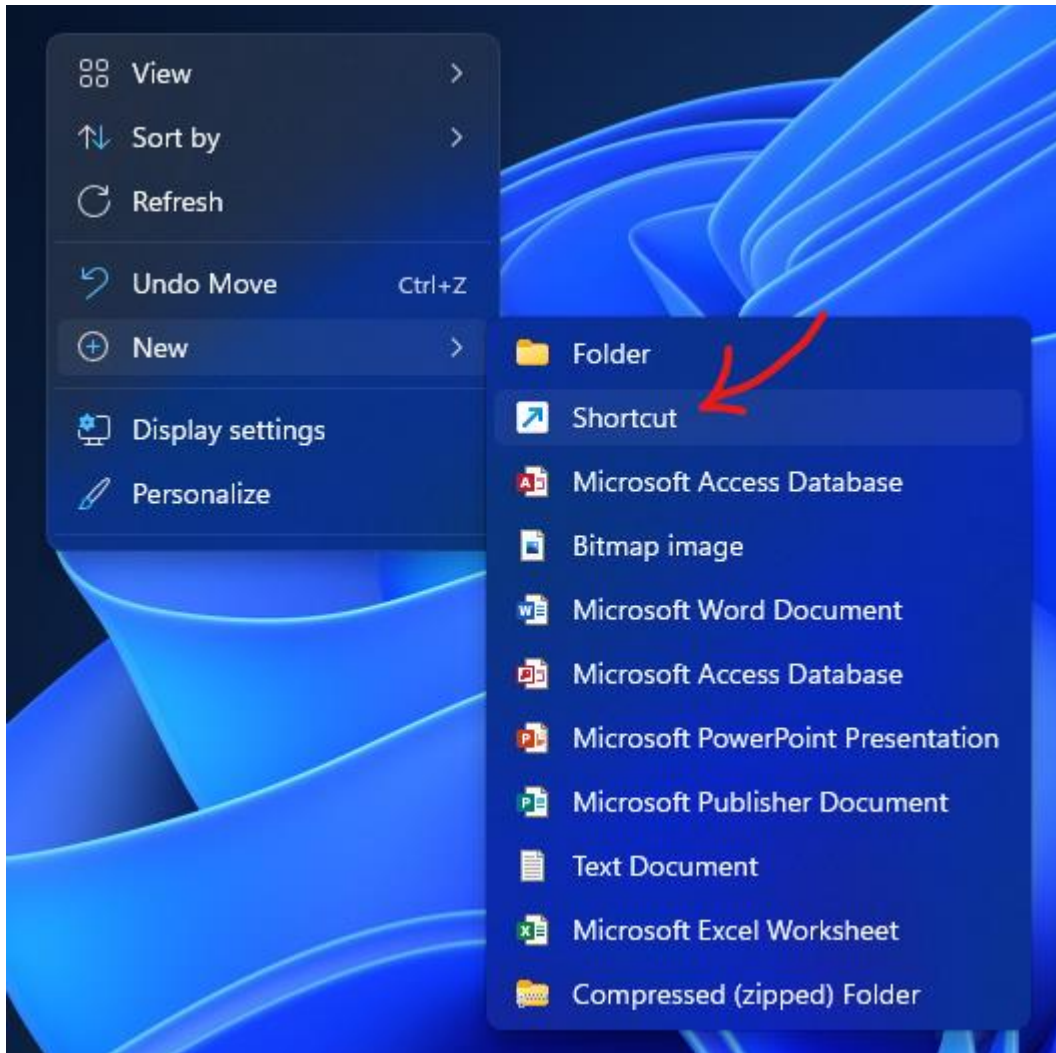 View
Sort by
Refresh
Undo Move Ctrl+Z
New
Display settings
Personalize
Folder
Shortcut
Microsoft Access Database
Bitmap image
Microsoft Word Document
Microsoft Access Database
Microsoft PowerPoint Presentation
Microsoft Publisher Document
Text Document
Microsoft Excel Worksheet
Compressed (zipped) Folder